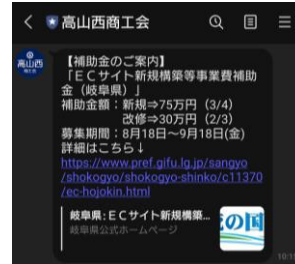 高山西商工会
高山西
【補助金のご案内】
「ECサイト新規構築等事業費補助
金（岐阜県）」
補助金額：新規⇒75万円（3/4）
改修⇒30万円（2/3）
募集期間：8月18日～9月18日(金)
詳細はこちら↓
https://www.pref.gifu.lg.jp/sangyo
/shokogyo/shokogyo-shinko/c11370
/ec-hojokin.html
岐阜県:ECサイト新規構築...
の国
岐阜県公式ホームページ